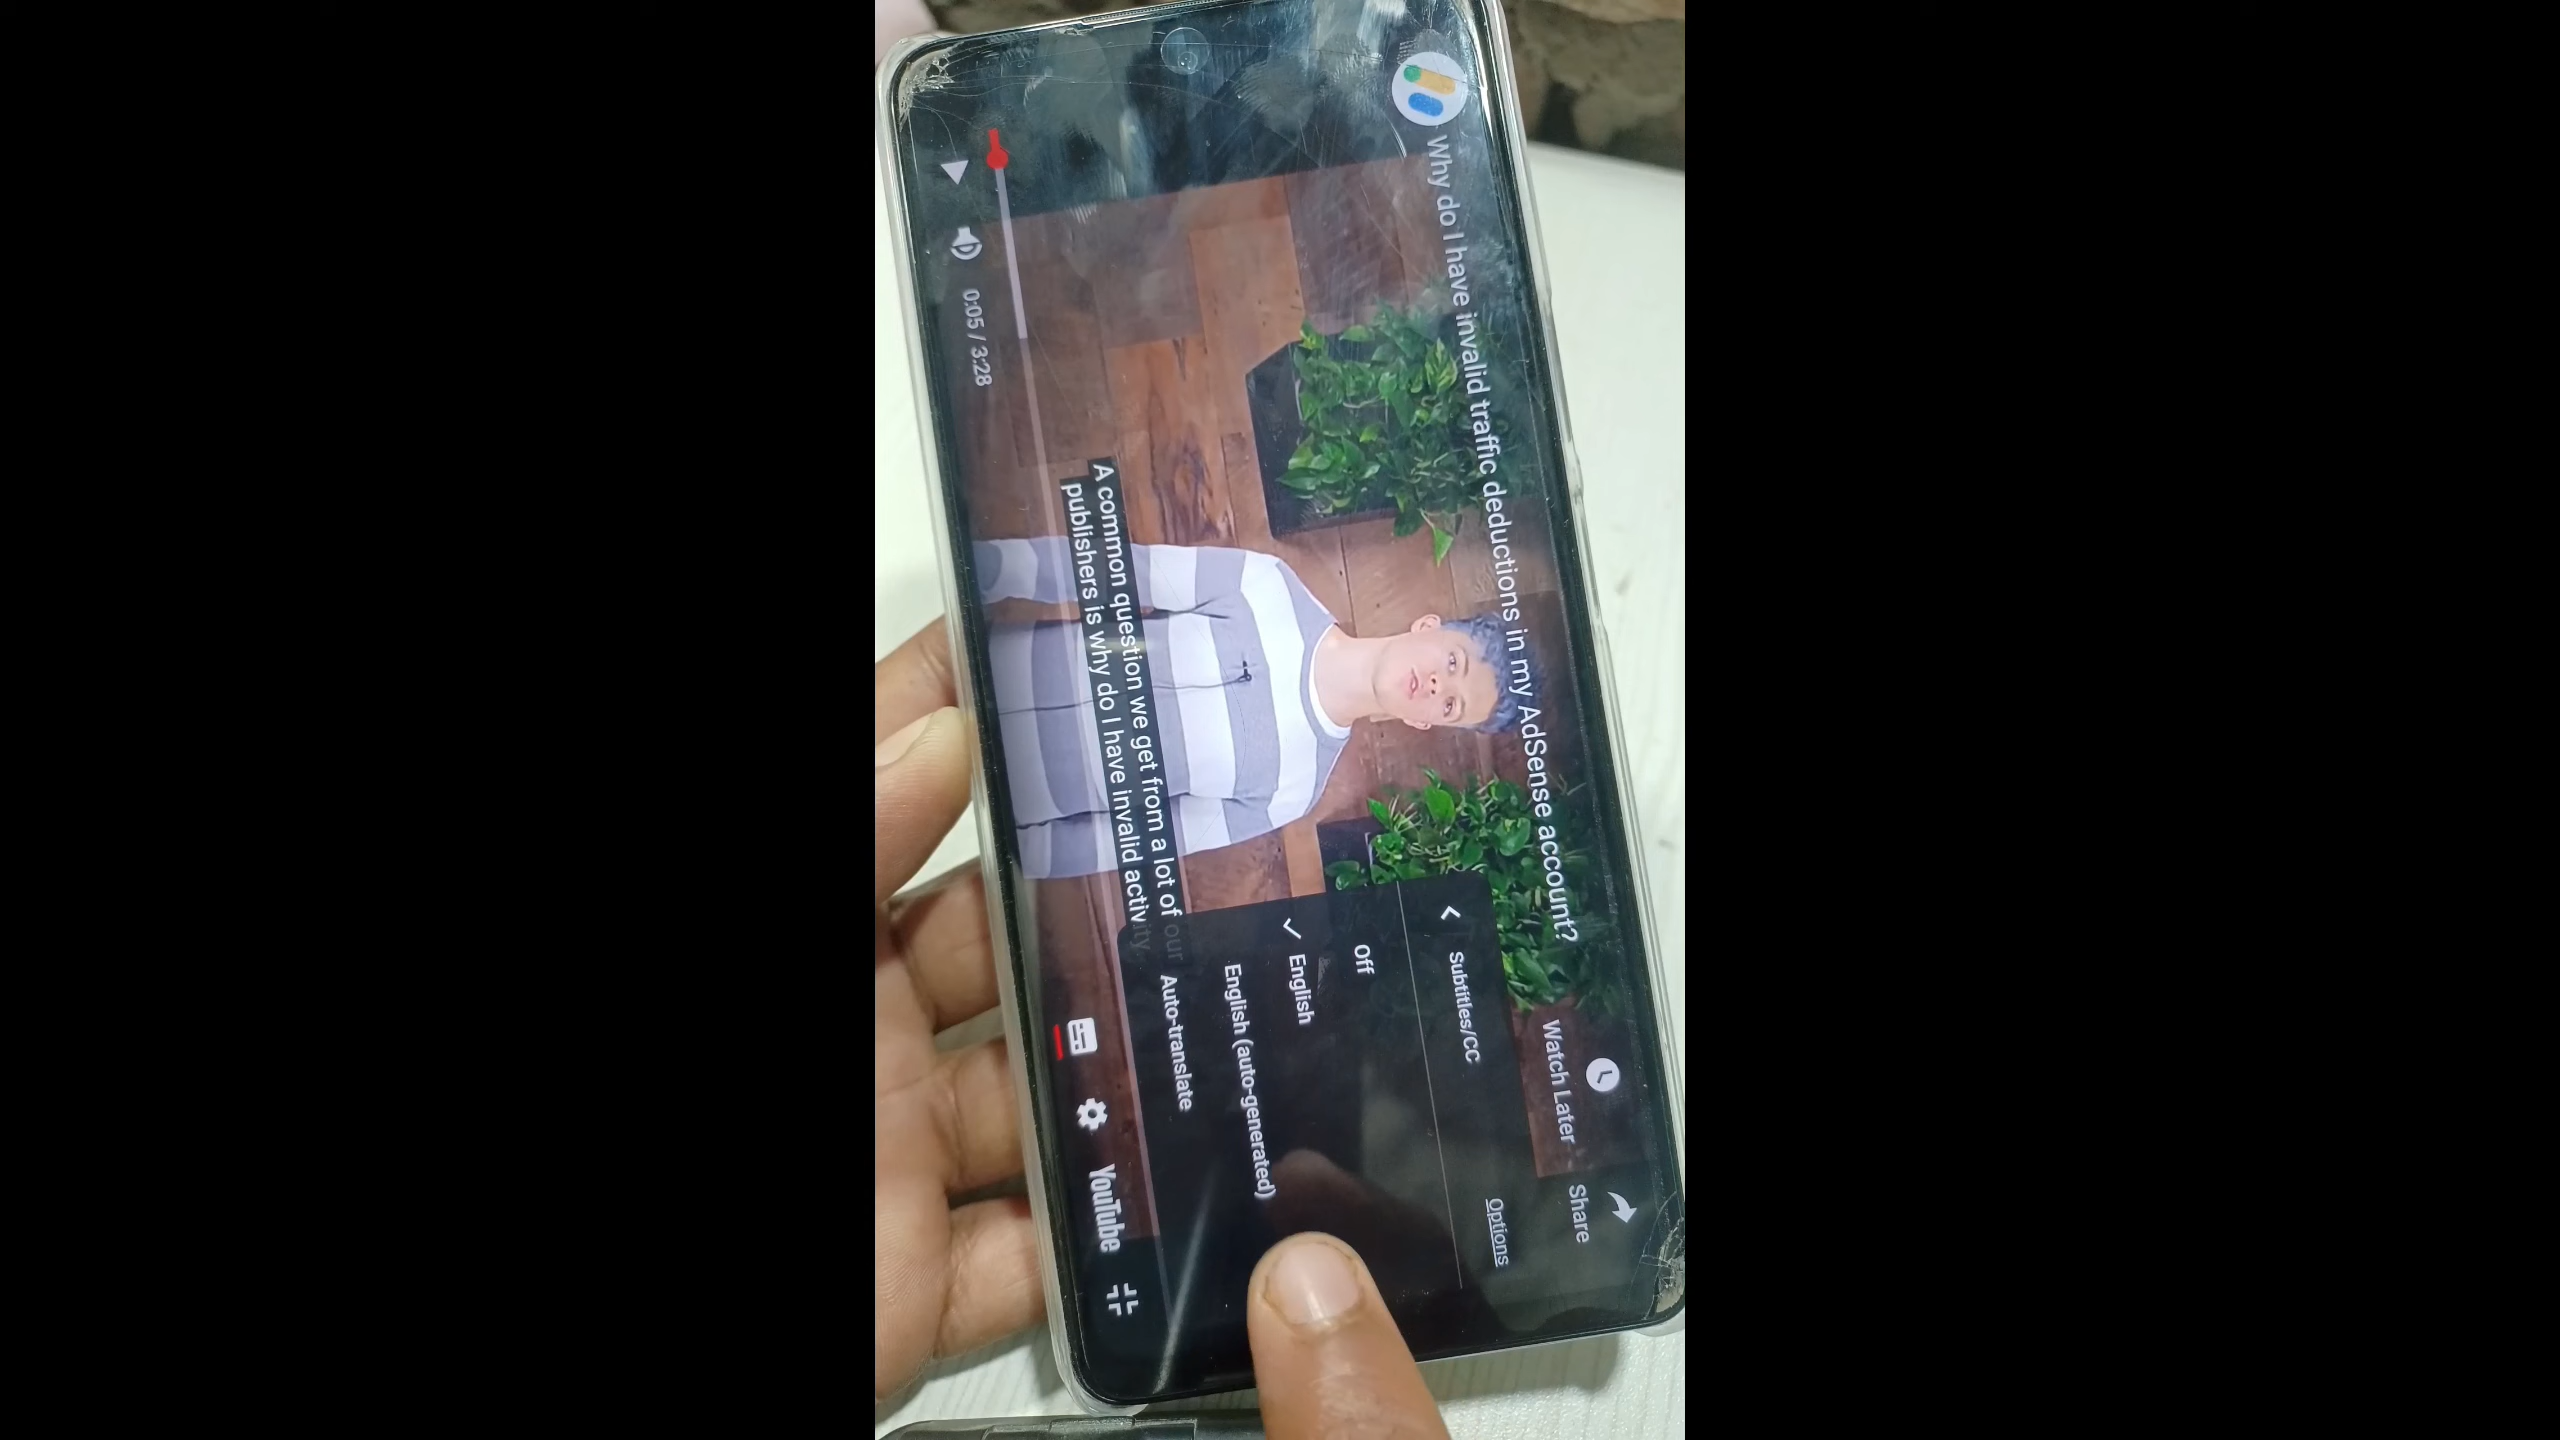 Why do I have invalid traffic deductions in my AdSense account?
Watch Later
Share
Subtitles/CC
Options
Off
English
English (auto-generated)
Auto-translate
A common question we get from a lot of our
publishers is why do I have invalid activity
0:05 / 3:28
YouTube